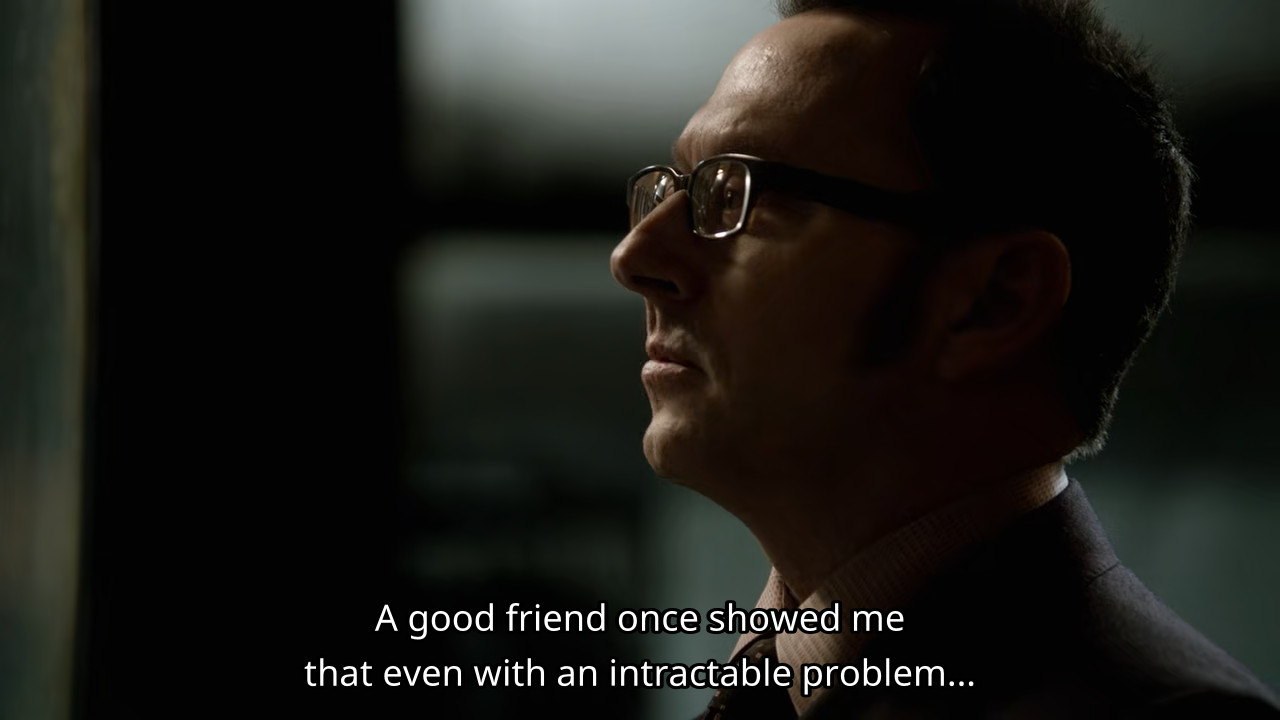 A good friend once showed me
that even with an intractable problem...